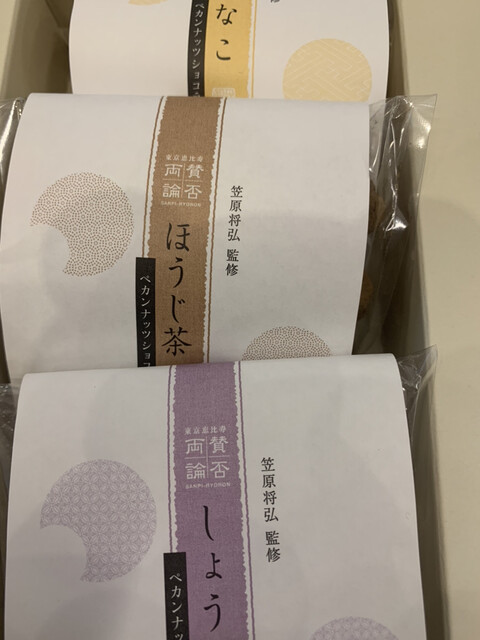 なこ
ペカンナッツショコ
東京恵比寿
賛否
両論
SANPI-RYORON
ほうじ茶
ペカンナッツショコ
笠原将弘 監修
東京恵比寿
賛否
両論
SANPI-RYORON
しょう
ペカンナッツ
笠原将弘 監修